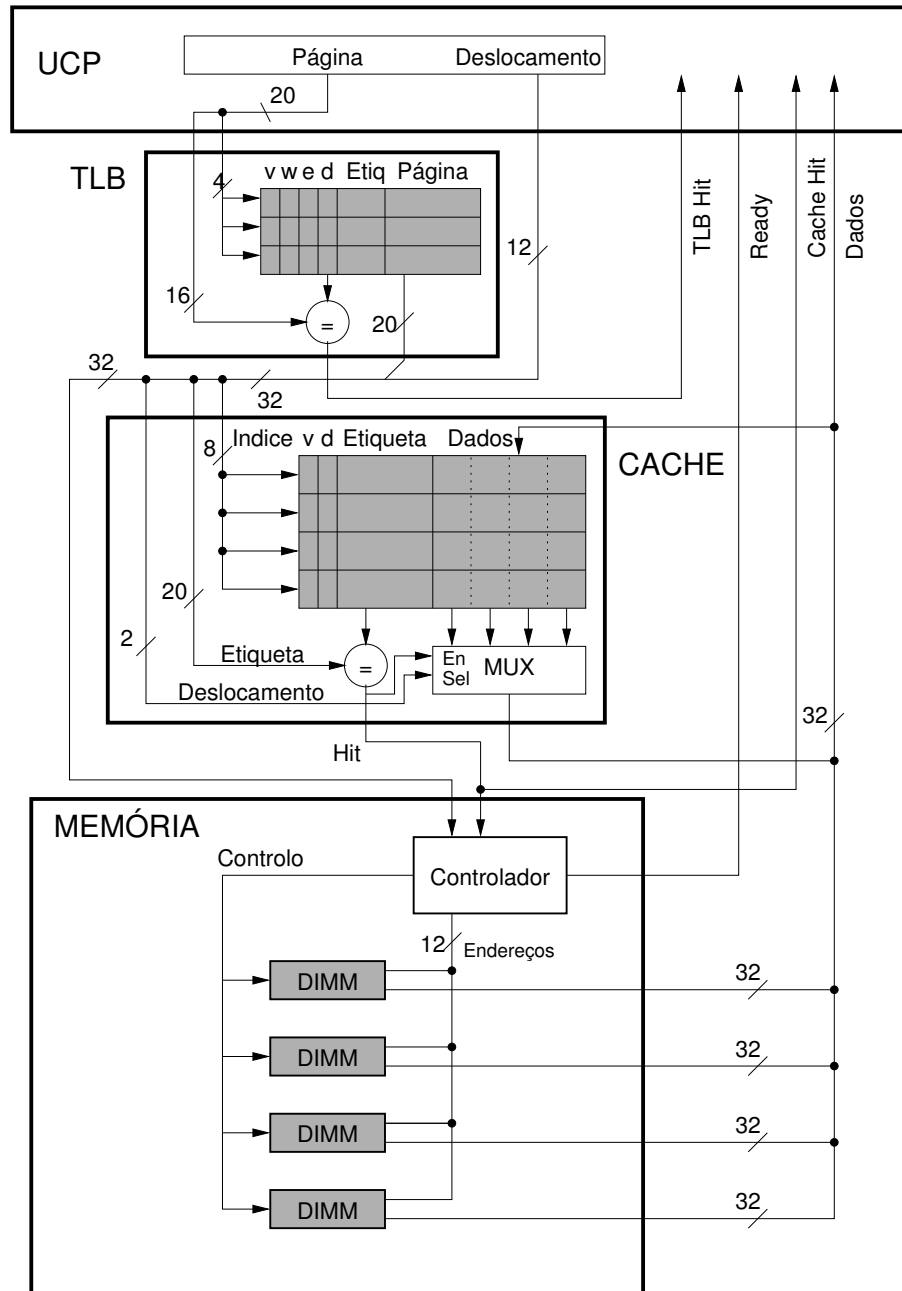 UCP
Página Deslocamento
20
TLB
v w e d Etiq Página
4
12
16
=
20
TLB Hit
Ready
Cache Hit
Dados
32
32
CACHE
Indice v d Etiqueta Dados
8
20
2
Etiqueta
=
En
Sel
MUX
Deslocamento
32
Hit
MEMÓRIA
Controlo
Controlador
12
Endereços
DIMM
32
DIMM
32
DIMM
32
DIMM
32